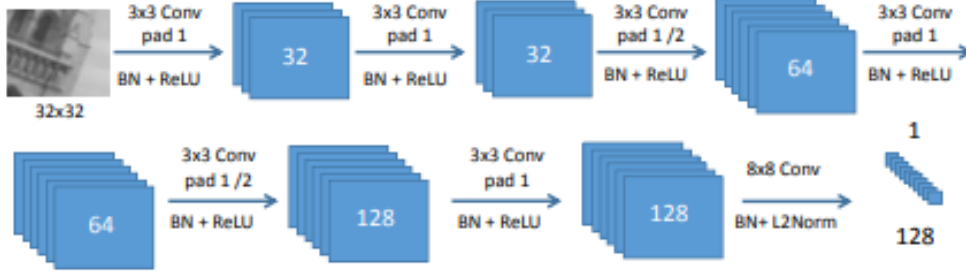 3x3 Conv
pad 1
BN + ReLU
32x32
32
3x3 Conv
pad 1
BN + ReLU
32
3x3 Conv
pad 1 /2
BN + ReLU
64
3x3 Conv
pad 1
BN + ReLU
64
3x3 Conv
pad 1 /2
BN + ReLU
128
3x3 Conv
pad 1
BN + ReLU
128
8x8 Conv
BN+ L2Norm
1
128